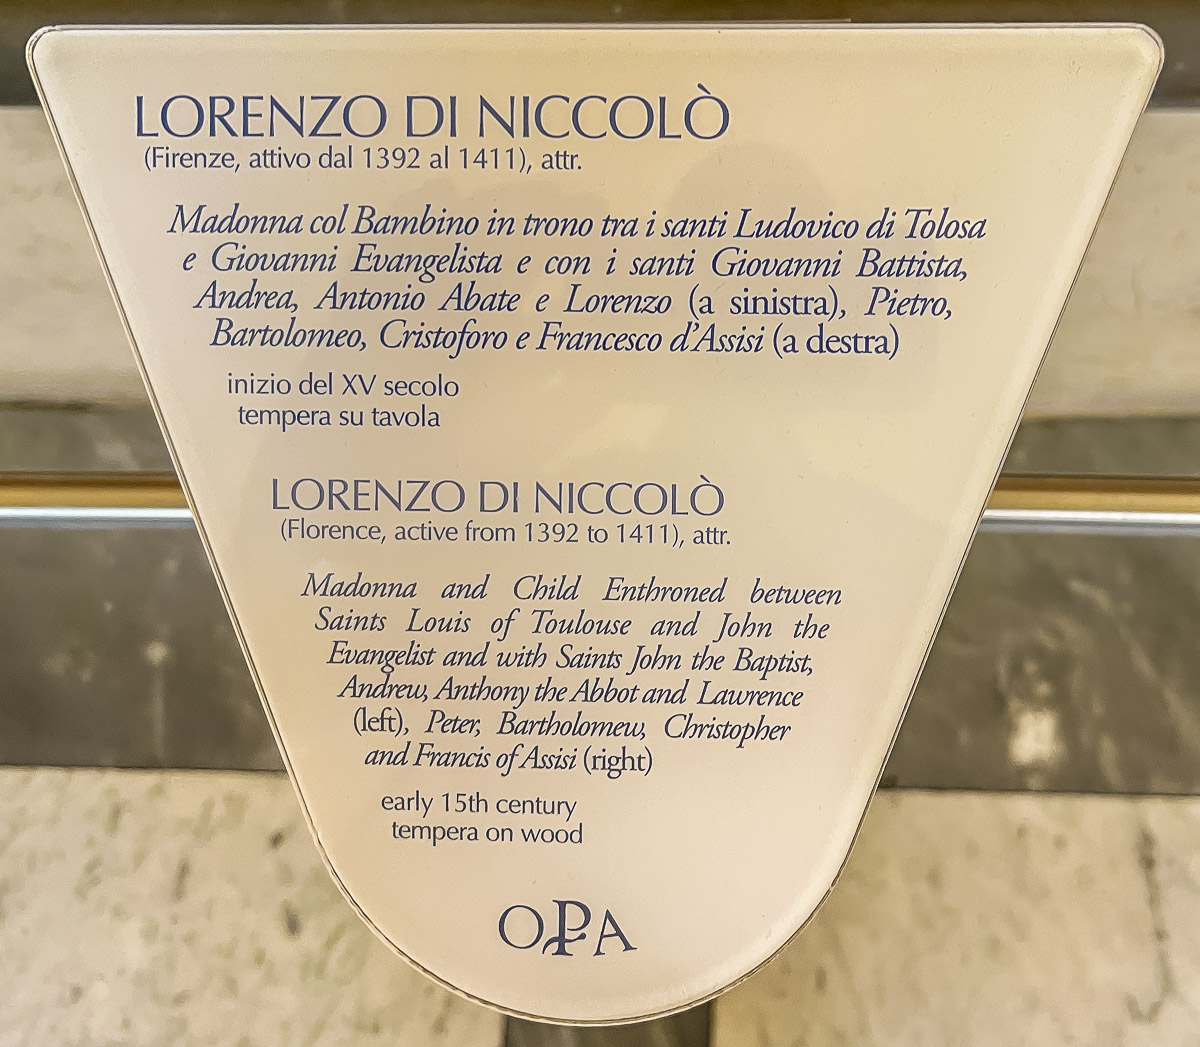 LORENZO DI NICCOLÒ
(Firenze, attivo dal 1392 al 1411), attr.
Madonna col Bambino in trono tra i santi Ludovico di Tolosa
e Giovanni Evangelista e con i santi Giovanni Battista,
Andrea, Antonio Abate e Lorenzo (a sinistra), Pietro,
Bartolomeo, Cristoforo e Francesco d'Assisi (a destra)
inizio del XV secolo
tempera su tavola
LORENZO DI NICCOLÒ
(Florence, active from 1392 to 1411), attr.
Madonna and Child Enthroned between
Saints Louis of Toulouse and John the
Evangelist and with Saints John the Baptist,
Andrew, Anthony the Abbot and Lawrence
(left), Peter, Bartholomew, Christopher
and Francis of Assisi (right)
early 15th century
tempera on wood
OPA